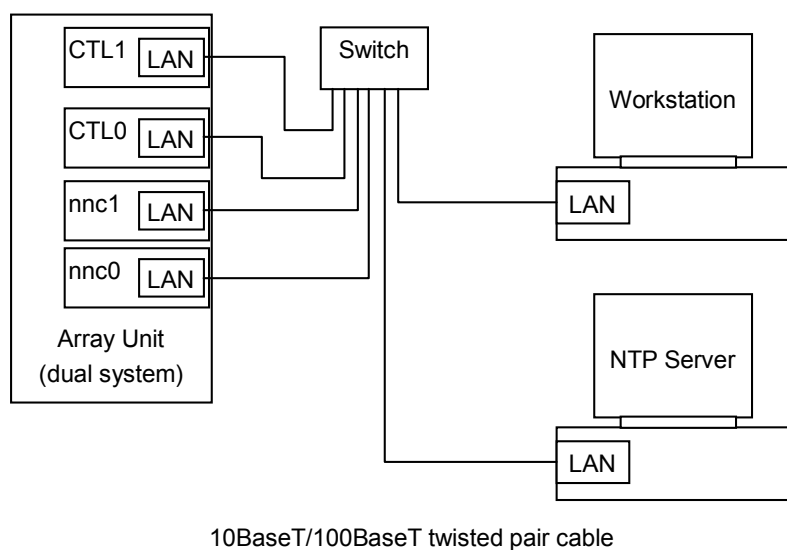 CTL1 LAN
CTL0 LAN
nnc1 LAN
nnc0 LAN
Array Unit
(dual system)
Switch
Workstation
LAN
NTP Server
LAN
10BaseT/100BaseT twisted pair cable